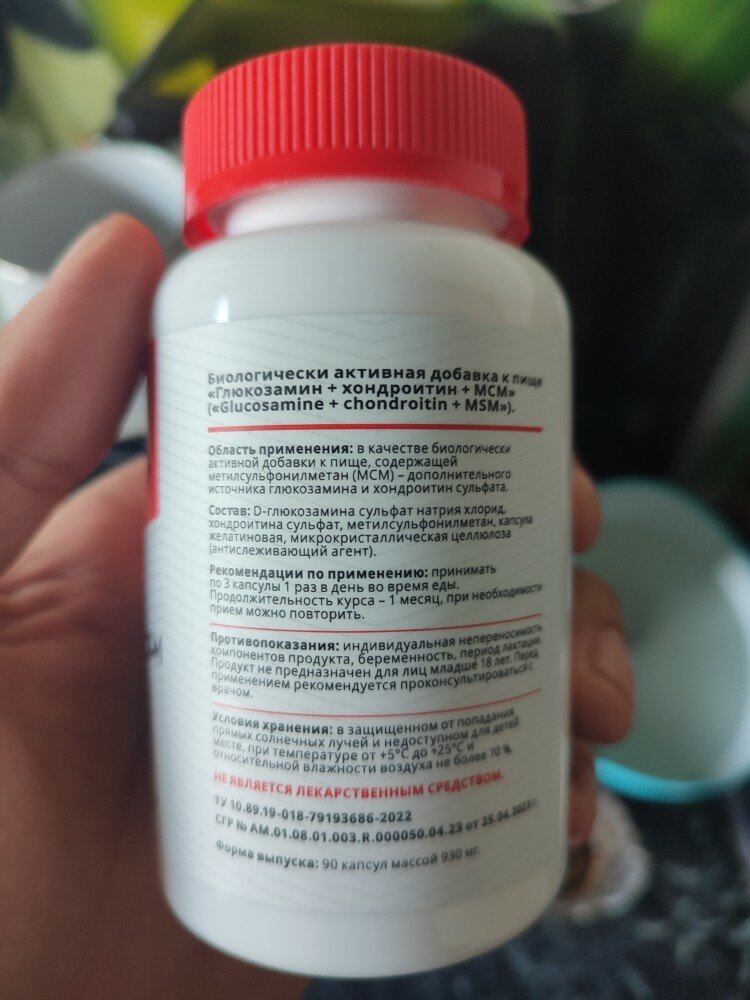 Биологически активная добавка к пище
«Глюкозамин + хондроитин + МСМ»
(«Glucosamine + chondroitin + MSM»).
Область применения: в качестве биологически
активной добавки к пище, содержащей
метилсульфонилметан (МСМ) – дополнительного
источника глюкозамина и хондроитин сульфата.
Состав: D-глюкозамина сульфат натрия хлорид,
хондроитина сульфат, метилсульфонилметан, капсула
желатиновая, микрокристаллическая целлюлоза
(антислеживающий агент).
Рекомендации по применению: принимать
по 3 капсулы 1 раз в день во время еды.
Продолжительность курса – 1 месяц, при необходимости
прием можно повторить.
Противопоказания: индивидуальная непереносимость
компонентов продукта, беременность, период лактации.
Продукт не предназначен для лиц младше 18 лет. Перед
применением рекомендуется проконсультироваться с
врачом.
Условия хранения: в защищенном от попадания
прямых солнечных лучей и недоступном для детей
месте, при температуре от +5°C до +25°C и
относительной влажности воздуха не более 70 %.
НЕ ЯВЛЯЕТСЯ ЛЕКАРСТВЕННЫМ СРЕДСТВОМ.
ТУ 10.89.19-018-79193686-2022
СГР № AM.01.08.01.003.R.000050.04.23 от 25.04.2023 г.
Форма выпуска: 90 капсул массой 930 мг.